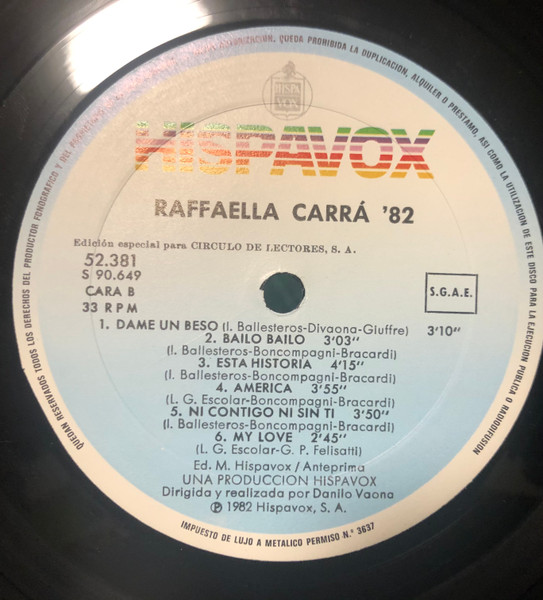 QUEDAN RESERVADOS TODOS LOS DERECHOS DEL PRODUCTOR FONOGRAFICO Y DEL
QUEDA PROHIBIDA LA DUPLICACION, ALQUILER O PRESTAMO, ASI COMO LA UTILIZACION DE ESTE DISCO PARA LA EJECUCION PUBLICA O RADIODIFUSION
HISPA
VOX
HISPAVOX
RAFFAELLA CARRÁ '82
Edición especial para CIRCULO DE LECTORES, S. A.
52.381
S 90.649
CARA B
33 RPM
S.G.A.E.
1. DAME UN BESO (I. Ballesteros-Divaona-Giuffre) 3'10"
2. BAILO BAILO 3'03"
(I. Ballesteros-Boncompagni-Bracardi)
3. ESTA HISTORIA 4'15"
(I. Ballesteros-Boncompagni-Bracardi)
4. AMERICA 3'55"
(L. G. Escolar-Boncompagni-Bracardi)
5. NI CONTIGO NI SIN TI 3'50"
(I. Ballesteros-Boncompagni-Bracardi)
6. MY LOVE 2'45"
(L. G. Escolar-G. P. Felisatti)
Ed. M. Hispavox / Anteprima
UNA PRODUCCION HISPAVOX
Dirigida y realizada por Danilo Vaona
℗ 1982 Hispavox, S. A.
IMPUESTO DE LUJO A METALICO PERMISO N.° 3637